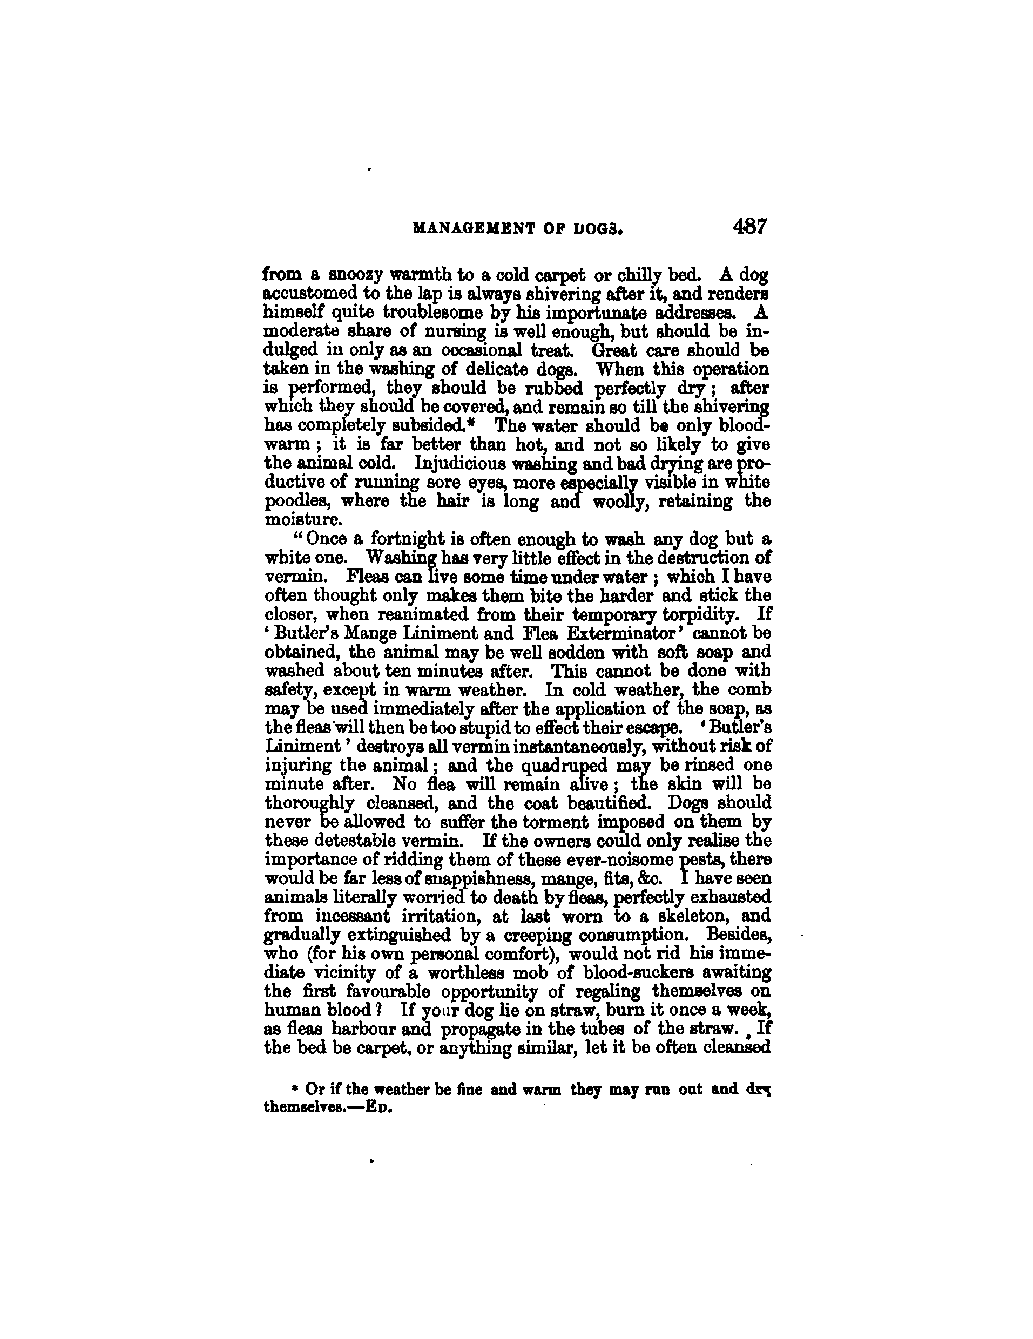 MANAGEMENT OF DOGS. 487
from a snoozy warmth to a cold carpet or chilly bed. A dog
accustomed to the lap is always shivering after it, and renders
himself quite troublesome by his importunate addresses. A
moderate share of nursing is well enough, but should be in-
dulged in only as an occasional treat. Great care should be
taken in the washing of delicate dogs. When this operation
is performed, they should be rubbed perfectly dry; after
which they should be covered, and remain so till the shivering
has completely subsided.* The water should be only blood-
warm; it is far better than hot, and not so likely to give
the animal cold. Injudicious washing and bad drying are pro-
ductive of running sore eyes, more especially visible in white
poodles, where the hair is long and woolly, retaining the
moisture.
"Once a fortnight is often enough to wash any dog but a
white one. Washing has very little effect in the destruction of
vermin. Fleas can live some time under water; which I have
often thought only makes them bite the harder and stick the
closer, when reanimated from their temporary torpidity. If
'Butler's Mange Liniment and Flea Exterminator' cannot be
obtained, the animal may be well sodden with soft soap and
washed about ten minutes after. This cannot be done with
safety, except in warm weather. In cold weather, the comb
may be used immediately after the application of the soap, as
the fleas will then be too stupid to effect their escape. 'Butler's
Liniment' destroys all vermin instantaneously, without risk of
injuring the animal; and the quadruped may be rinsed one
minute after. No flea will remain alive; the skin will be
thoroughly cleansed, and the coat beautified. Dogs should
never be allowed to suffer the torment imposed on them by
these detestable vermin. If the owners could only realise the
importance of ridding them of these ever-noisome pests, there
would be far less of snappishness, mange, fits, &c. I have seen
animals literally worried to death by fleas, perfectly exhausted
from incessant irritation, at last worn to a skeleton, and
gradually extinguished by a creeping consumption. Besides,
who (for his own personal comfort), would not rid his imme-
diate vicinity of a worthless mob of blood-suckers awaiting
the first favourable opportunity of regaling themselves on
human blood? If your dog lie on straw, burn it once a week,
as fleas harbour and propagate in the tubes of the straw. If
the bed be carpet, or anything similar, let it be often cleansed
* Or if the weather be fine and warm they may run out and dry
themselves.—ED.